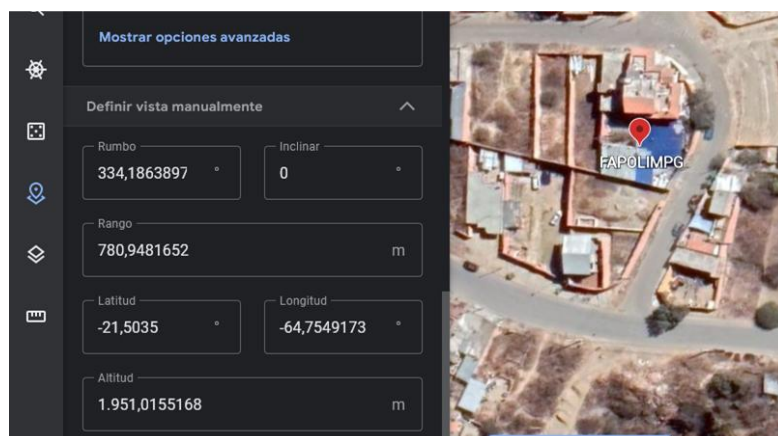 Mostrar opciones avanzadas
Definir vista manualmente
Rumbo
334,1863897 °
Inclinar
0 °
Rango
780,9481652 m
Latitud
-21,5035 °
Longitud
-64,7549173 °
Altitud
1.951,0155168 m
FAPOLIMPG